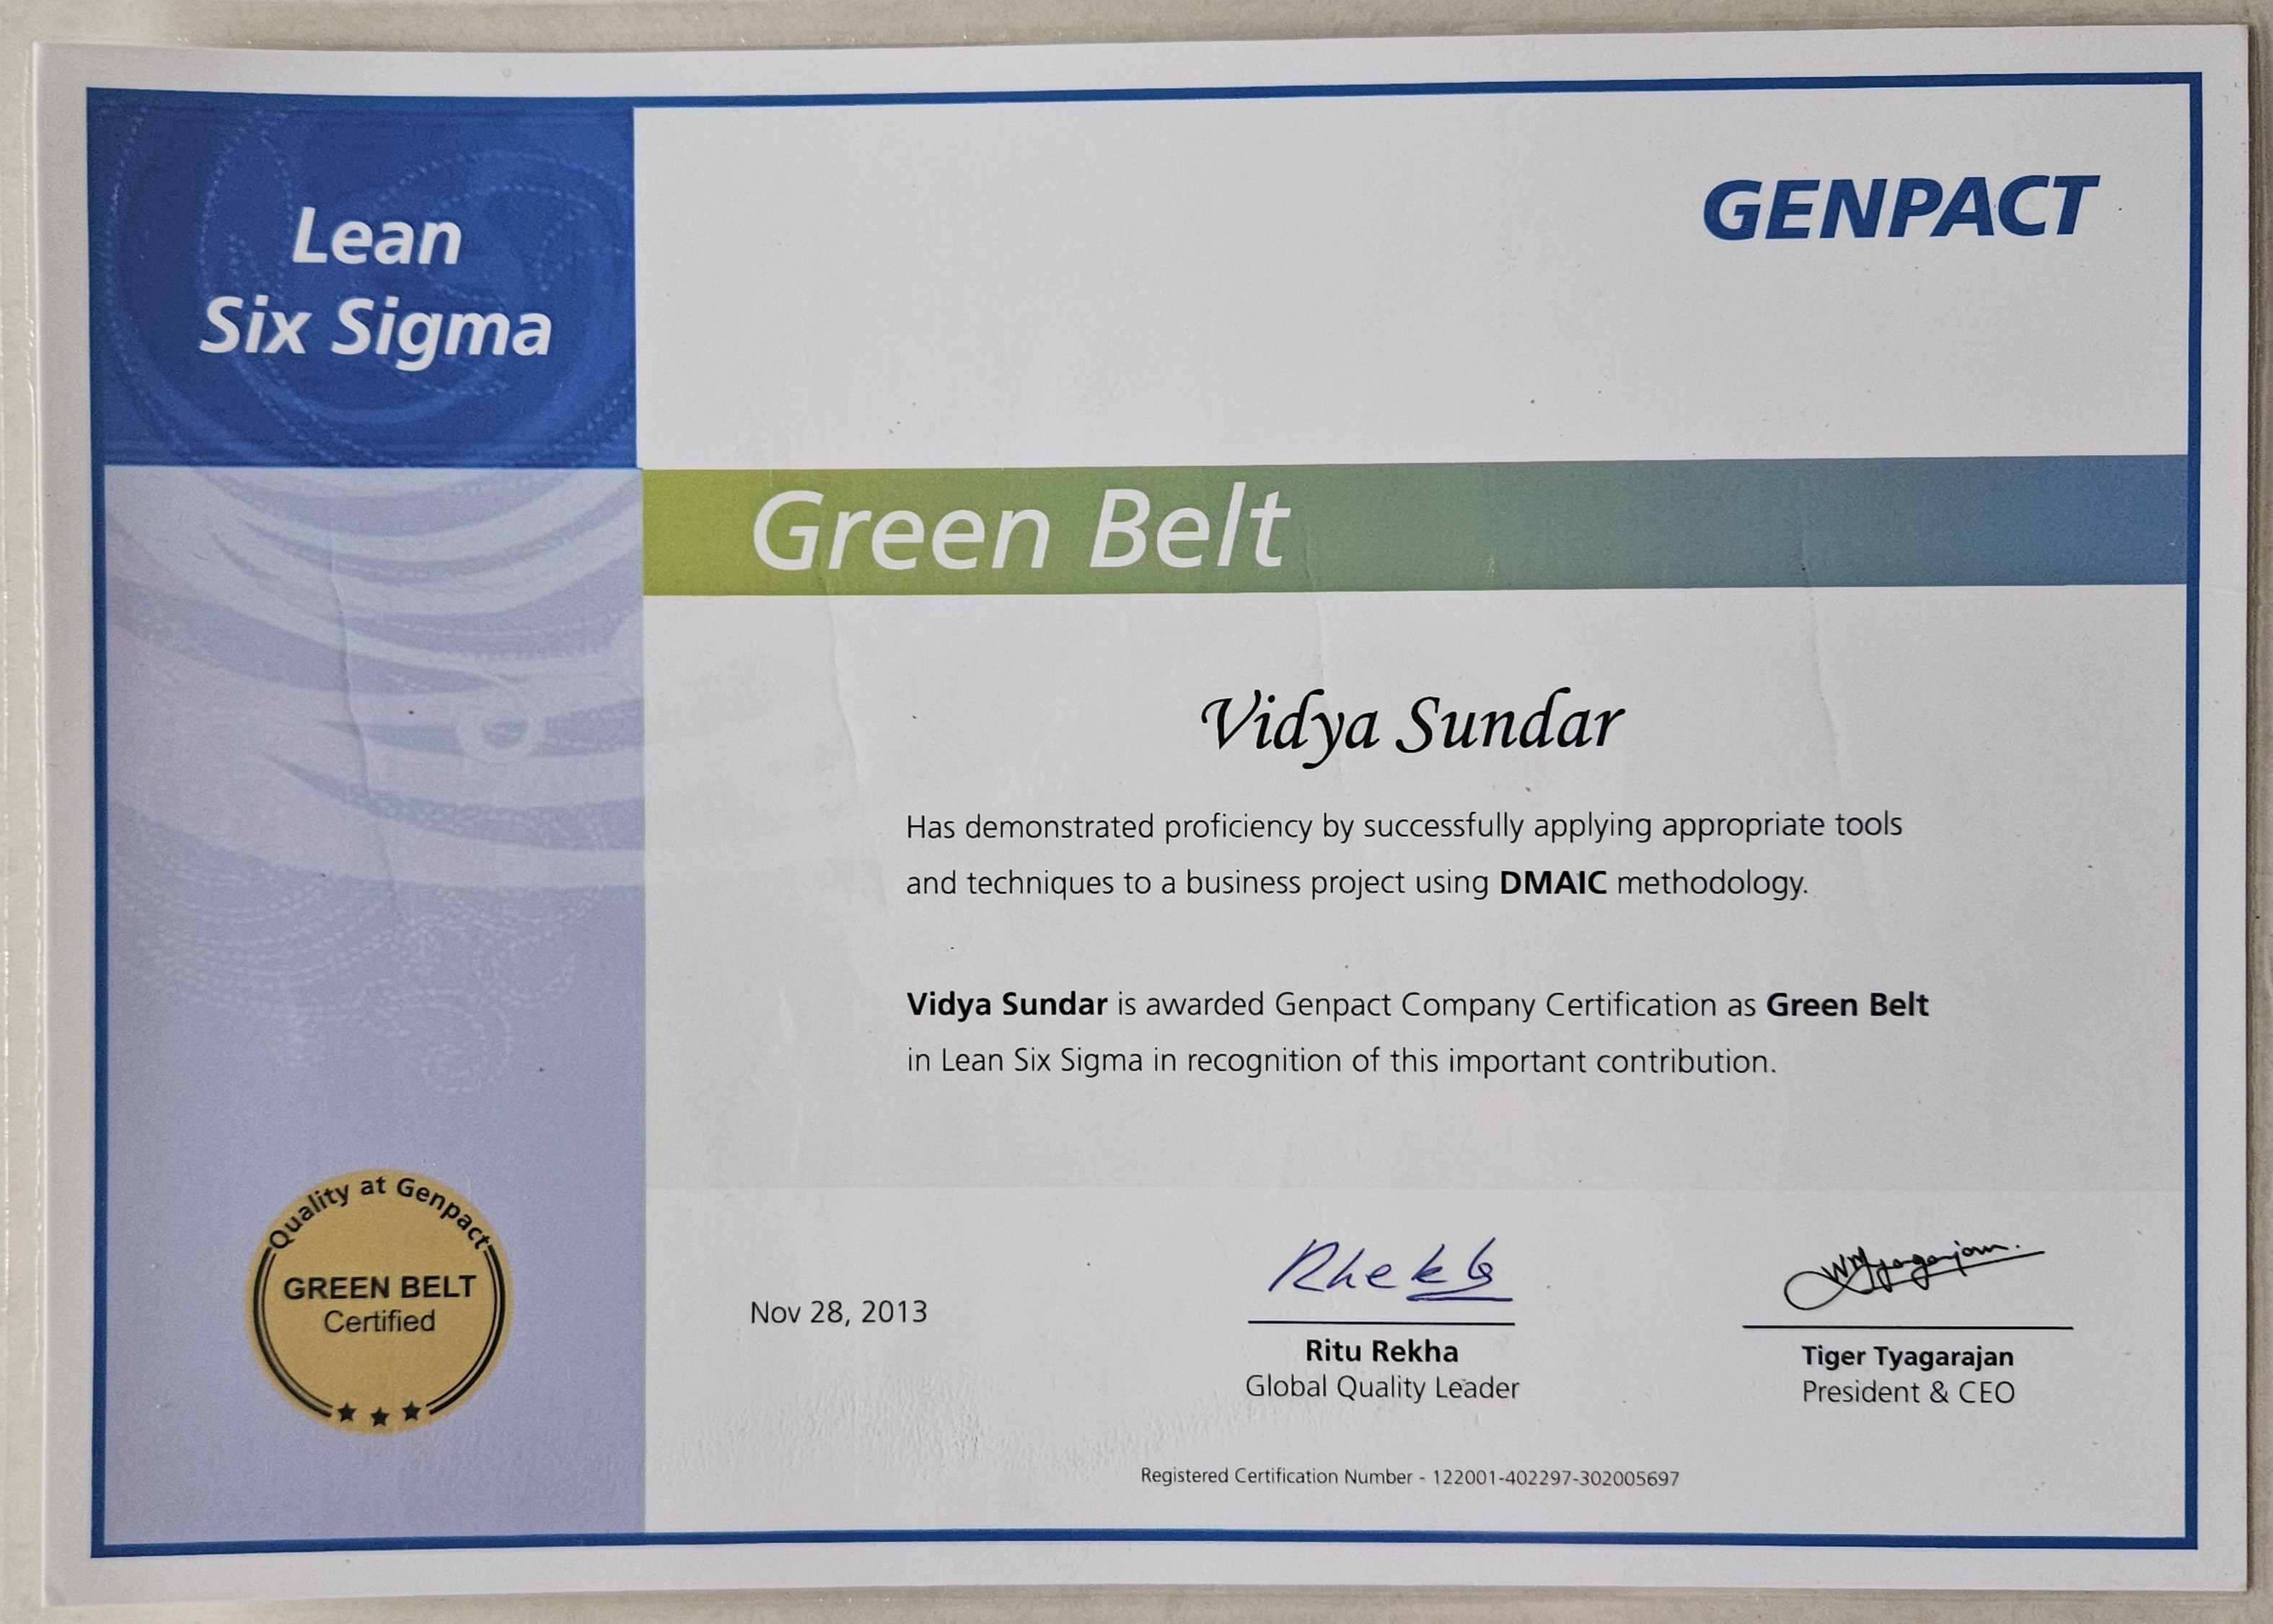 Lean
Six Sigma
GENPACT
Green Belt
Vidya Sundar
Has demonstrated proficiency by successfully applying appropriate tools
and techniques to a business project using DMAIC methodology.
Vidya Sundar is awarded Genpact Company Certification as Green Belt
in Lean Six Sigma in recognition of this important contribution.
Quality at Genpact
GREEN BELT
Certified
Nov 28, 2013
Ritu Rekha
Global Quality Leader
Tiger Tyagarajan
President & CEO
Registered Certification Number - 122001-402297-302005697